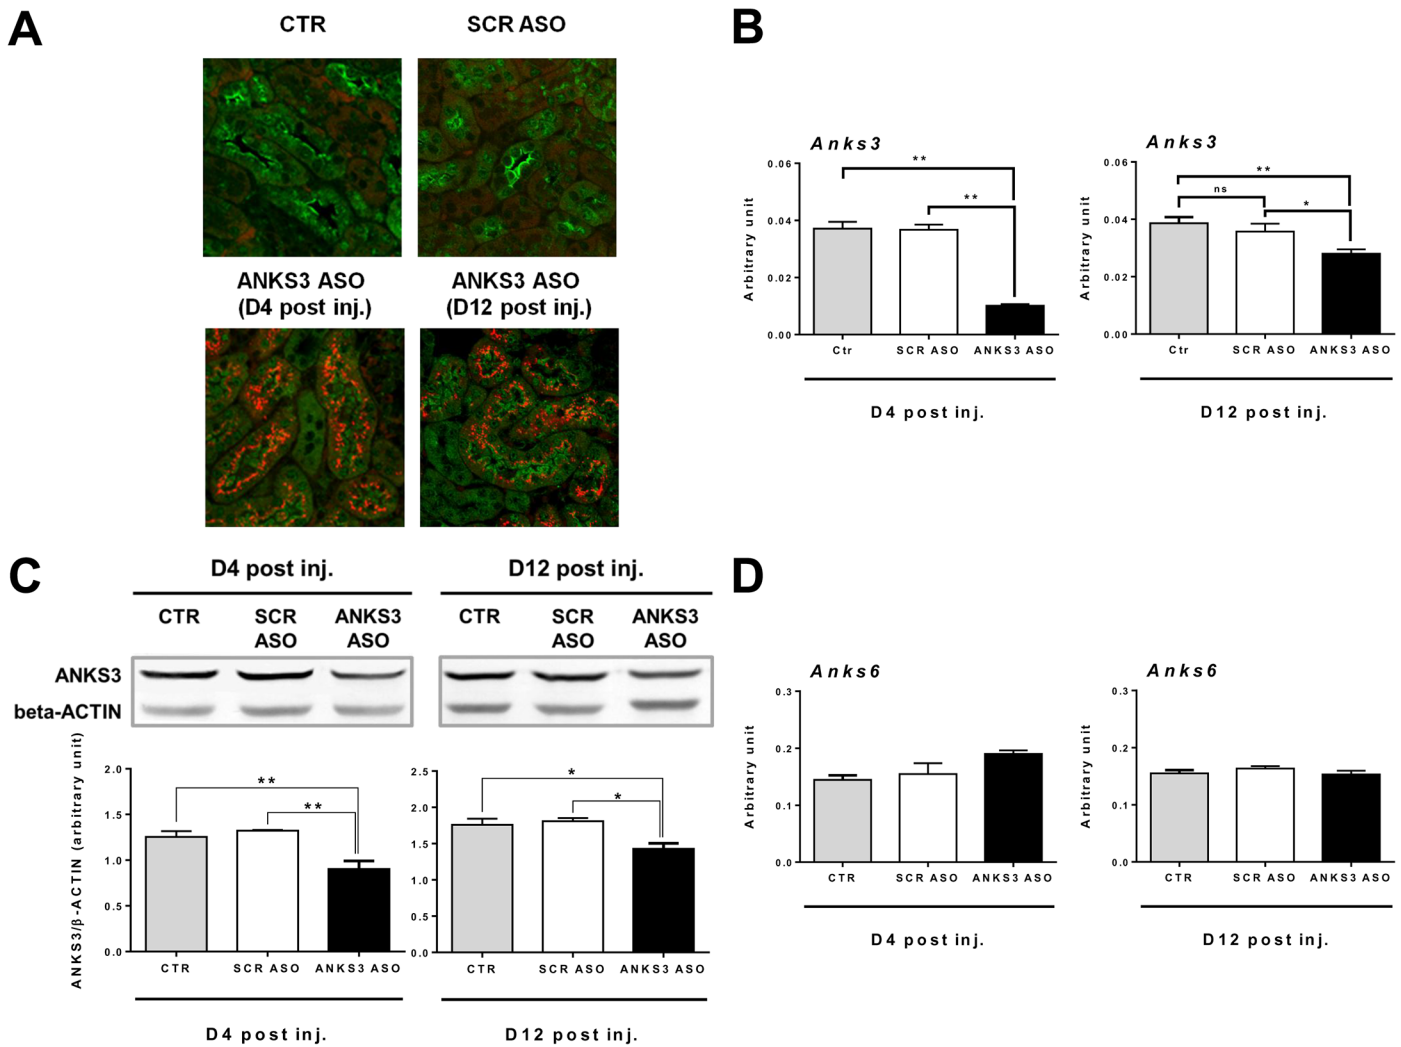 A
CTR
SCR ASO
ANKS3 ASO
(D4 post inj.)
ANKS3 ASO
(D12 post inj.)
B
Anks3
**
**
0.06
0.04
0.02
0.00
Arbitrary unit
Ctr
SCR ASO
ANKS3 ASO
D4 post inj.
Anks3
**
ns
*
0.06
0.04
0.02
0.00
Arbitrary unit
Ctr
SCR ASO
ANKS3 ASO
D12 post inj.
C
D4 post inj.
CTR
SCR
ASO
ANKS3
ASO
D12 post inj.
CTR
SCR
ASO
ANKS3
ASO
ANKS3
beta-ACTIN
ANKS3/β-ACTIN (arbitrary unit)
2.0
1.5
1.0
0.5
0.0
**
**
CTR
SCR ASO
ANKS3 ASO
D4 post inj.
2.5
2.0
1.5
1.0
0.5
0.0
*
*
CTR
SCR ASO
ANKS3 ASO
D12 post inj.
D
Anks6
0.3
0.2
0.1
0.0
Arbitrary unit
CTR
SCR ASO
ANKS3 ASO
D4 post inj.
Anks6
0.3
0.2
0.1
0.0
Arbitrary unit
CTR
SCR ASO
ANKS3 ASO
D12 post inj.